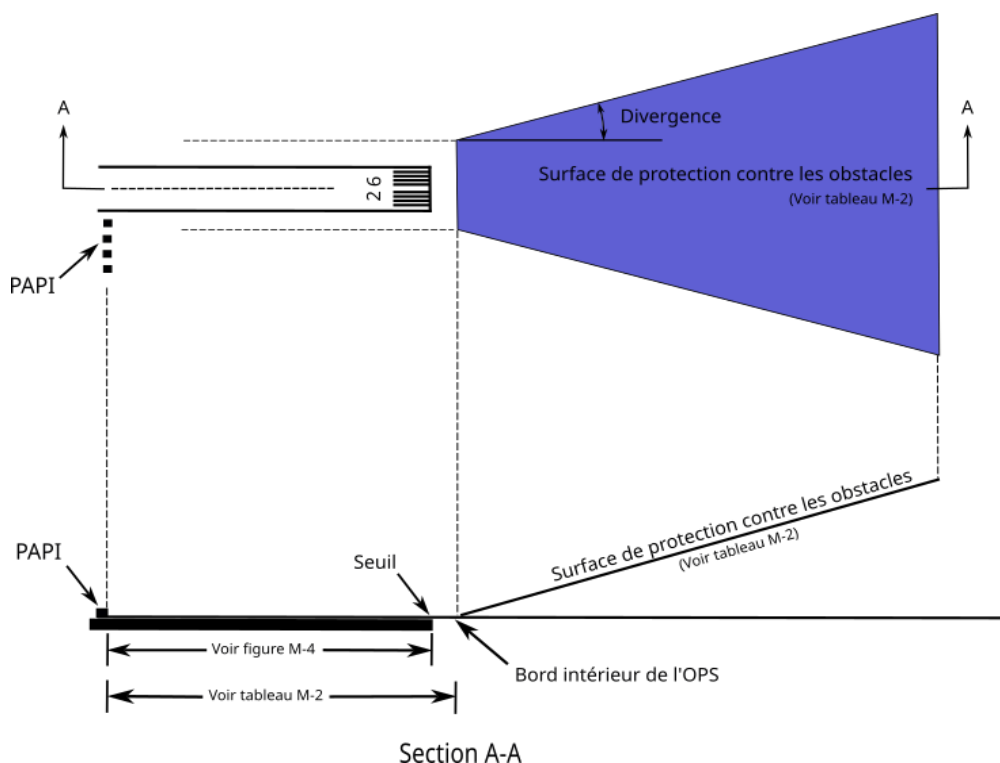 A
A
Divergence
Surface de protection contre les obstacles
(Voir tableau M-2)
26
PAPI
Surface de protection contre les obstacles
(Voir tableau M-2)
PAPI
Seuil
Voir figure M-4
Bord intérieur de l'OPS
Voir tableau M-2
Section A-A